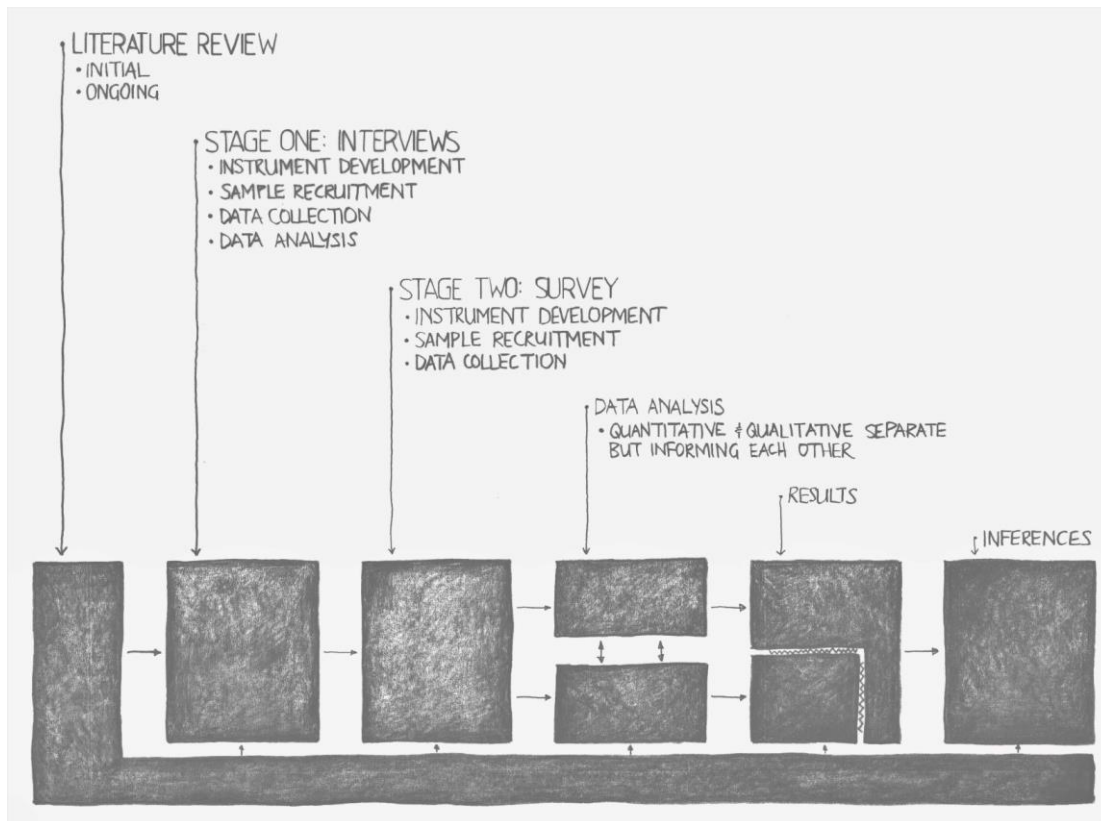 LITERATURE REVIEW
• INITIAL
• ONGOING
STAGE ONE: INTERVIEWS
• INSTRUMENT DEVELOPMENT
• SAMPLE RECRUITMENT
• DATA COLLECTION
• DATA ANALYSIS
STAGE TWO: SURVEY
• INSTRUMENT DEVELOPMENT
• SAMPLE RECRUITMENT
• DATA COLLECTION
DATA ANALYSIS
• QUANTITATIVE & QUALITATIVE SEPARATE
BUT INFORMING EACH OTHER
RESULTS
INFERENCES